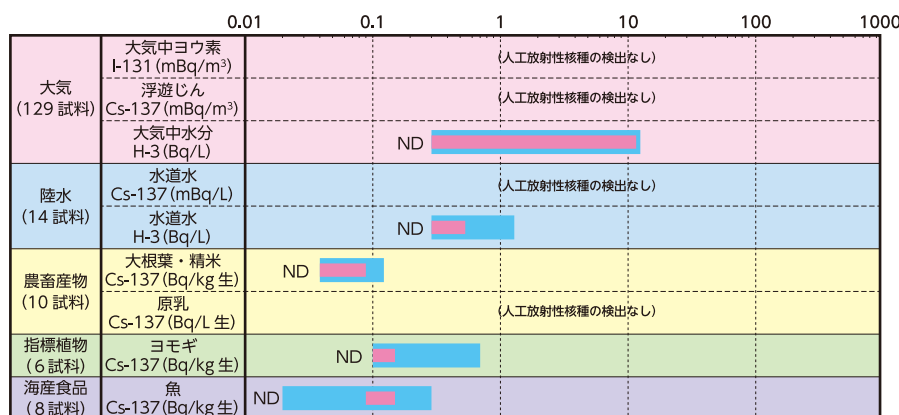 0.01 0.1 1 10 100 1000
大気
(129 試料)
大気中ヨウ素
I-131 (mBq/m³)
(人工放射性核種の検出なし)
浮遊じん
Cs-137 (mBq/m³)
(人工放射性核種の検出なし)
大気中水分
H-3 (Bq/L)
ND
陸水
(14 試料)
水道水
Cs-137 (mBq/L)
(人工放射性核種の検出なし)
水道水
H-3 (Bq/L)
ND
農畜産物
(10 試料)
大根葉・精米
Cs-137 (Bq/kg 生)
ND
原乳
Cs-137 (Bq/L 生)
(人工放射性核種の検出なし)
指標植物
(6 試科)
ヨモギ
Cs-137 (Bq/kg 生)
ND
海産食品
(8 試料)
魚
Cs-137 (Bq/kg 生)
ND